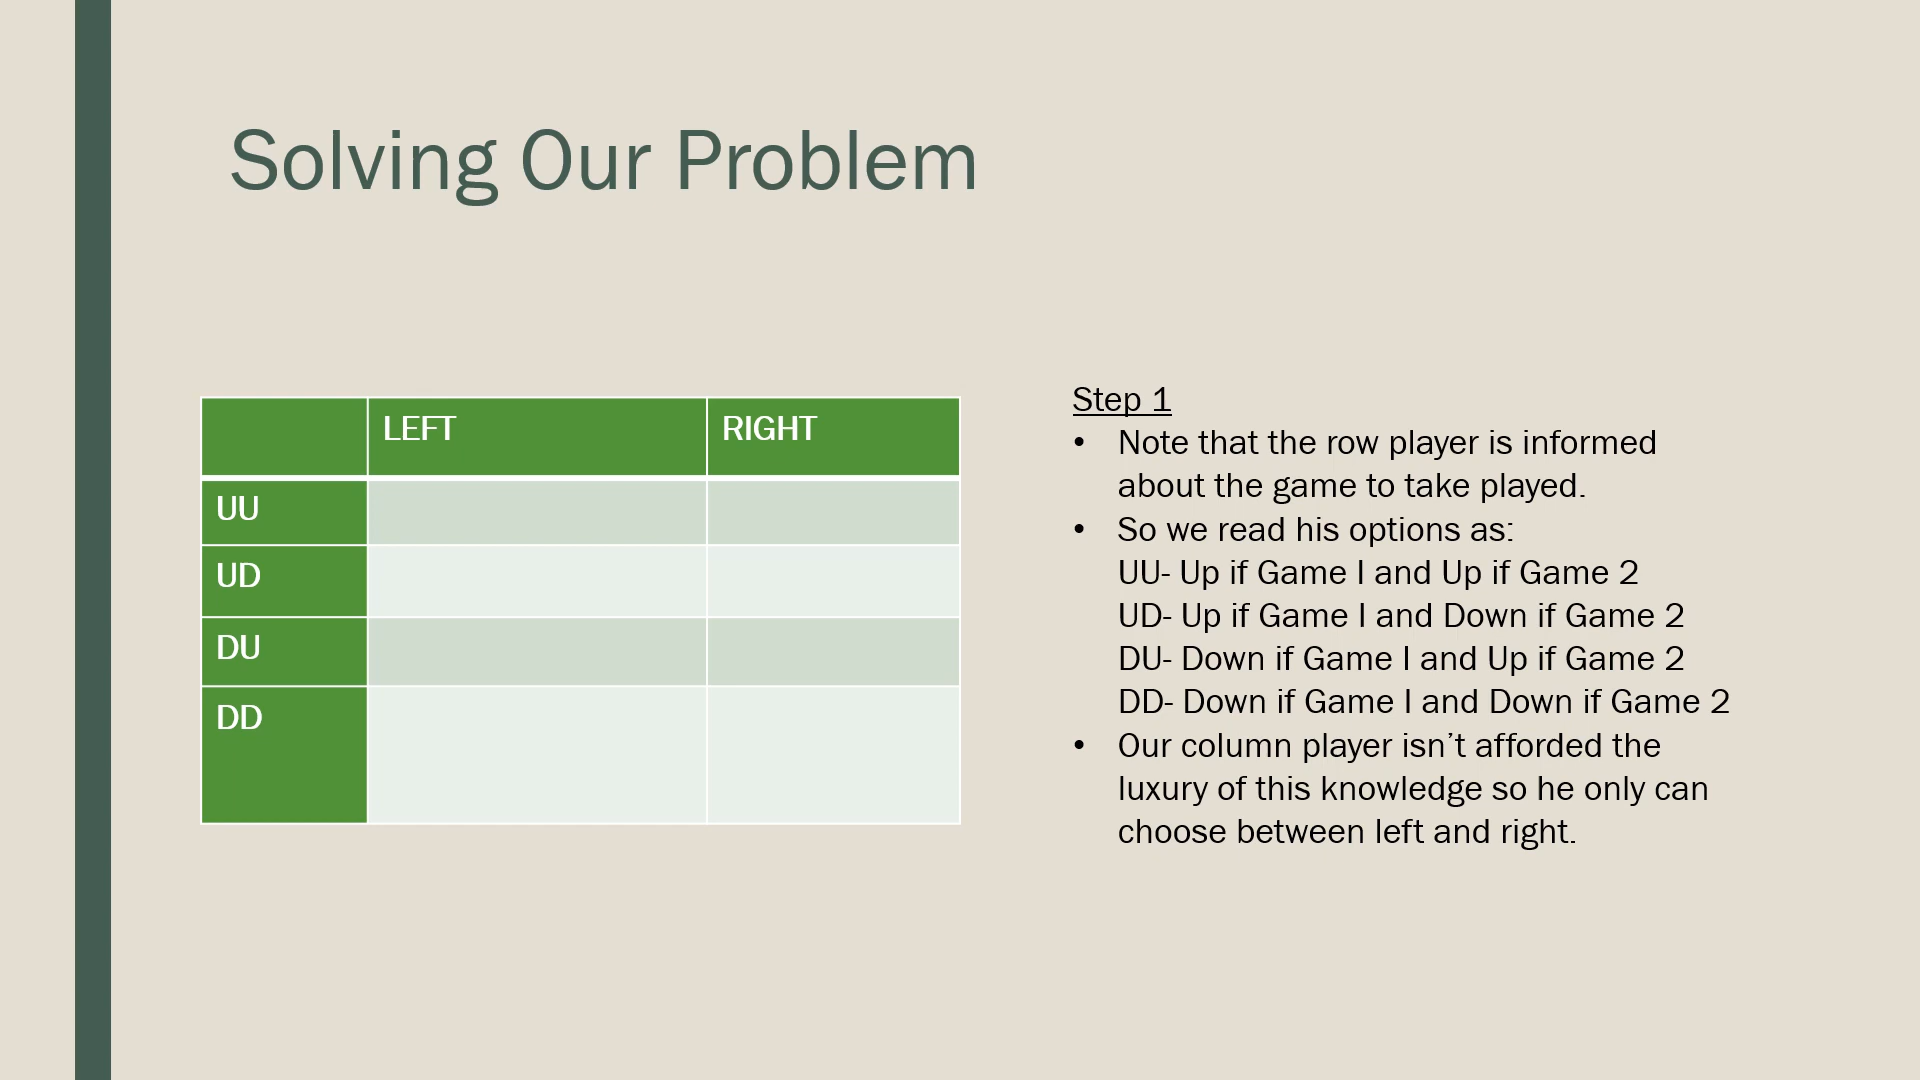 Solving Our Problem
LEFT RIGHT
UU
UD
DU
DD
Step 1
• Note that the row player is informed
about the game to take played.
• So we read his options as:
UU- Up if Game I and Up if Game 2
UD- Up if Game I and Down if Game 2
DU- Down if Game I and Up if Game 2
DD- Down if Game I and Down if Game 2
• Our column player isn’t afforded the
luxury of this knowledge so he only can
choose between left and right.